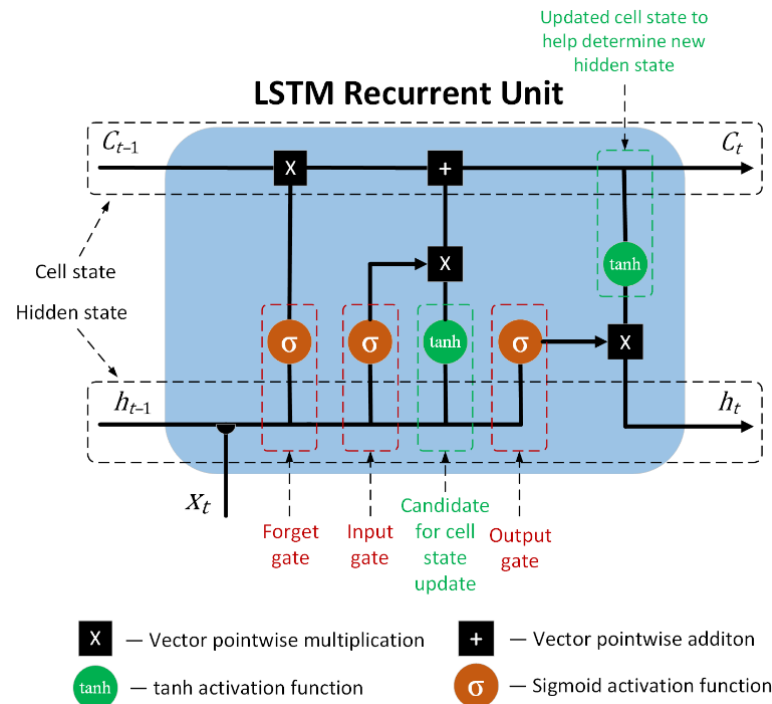 Updated cell state to
help determine new
hidden state
LSTM Recurrent Unit
C_{t–1}
C_t
X
+
X
tanh
Cell state
Hidden state
σ
σ
tanh
σ
X
h_{t–1}
h_t
X_t
Forget
gate
Input
gate
Candidate
for cell
state
update
Output
gate
X — Vector pointwise multiplication
+ — Vector pointwise additon
tanh — tanh activation function
σ — Sigmoid activation function